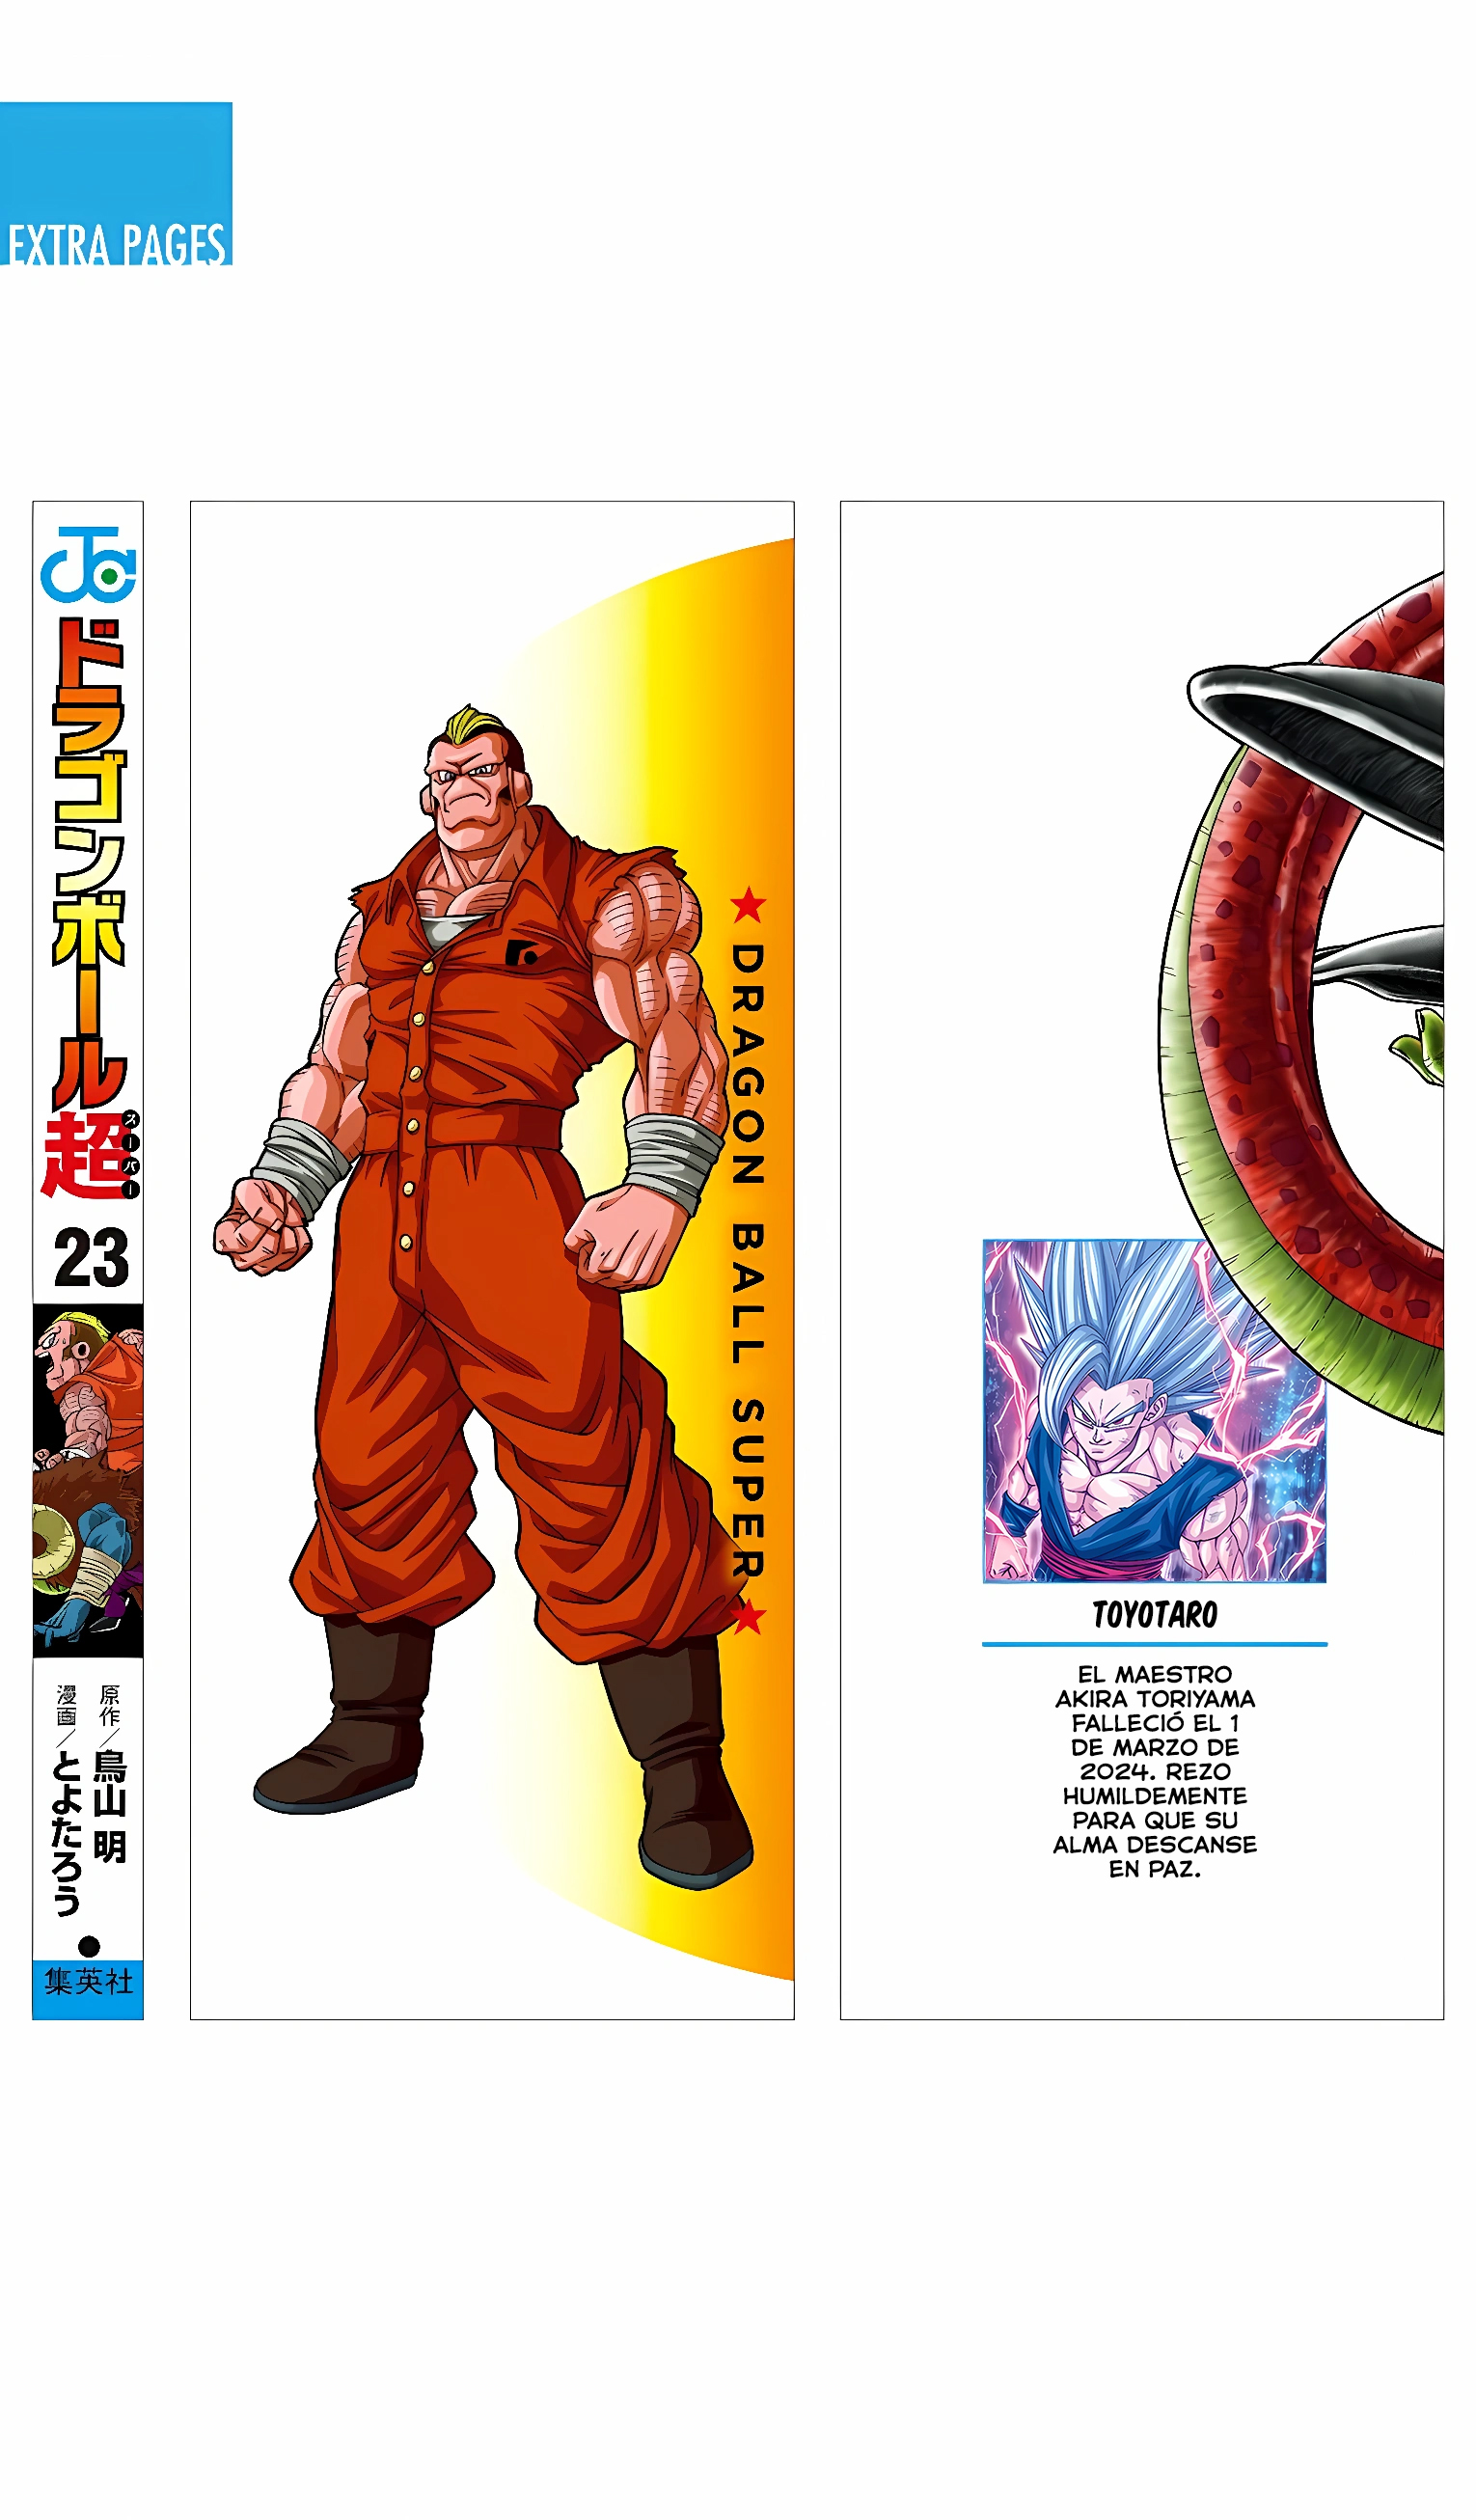 EXTRA PAGES
ドラゴンボール超
スーパー
23
原作／鳥山 明
漫画／とよたろう
集英社
★ DRAGON BALL SUPER ★
TOYOTARO
EL MAESTRO
AKIRA TORIYAMA
FALLECIÓ EL 1
DE MARZO DE
2024. REZO
HUMILDEMENTE
PARA QUE SU
ALMA DESCANSE
EN PAZ.